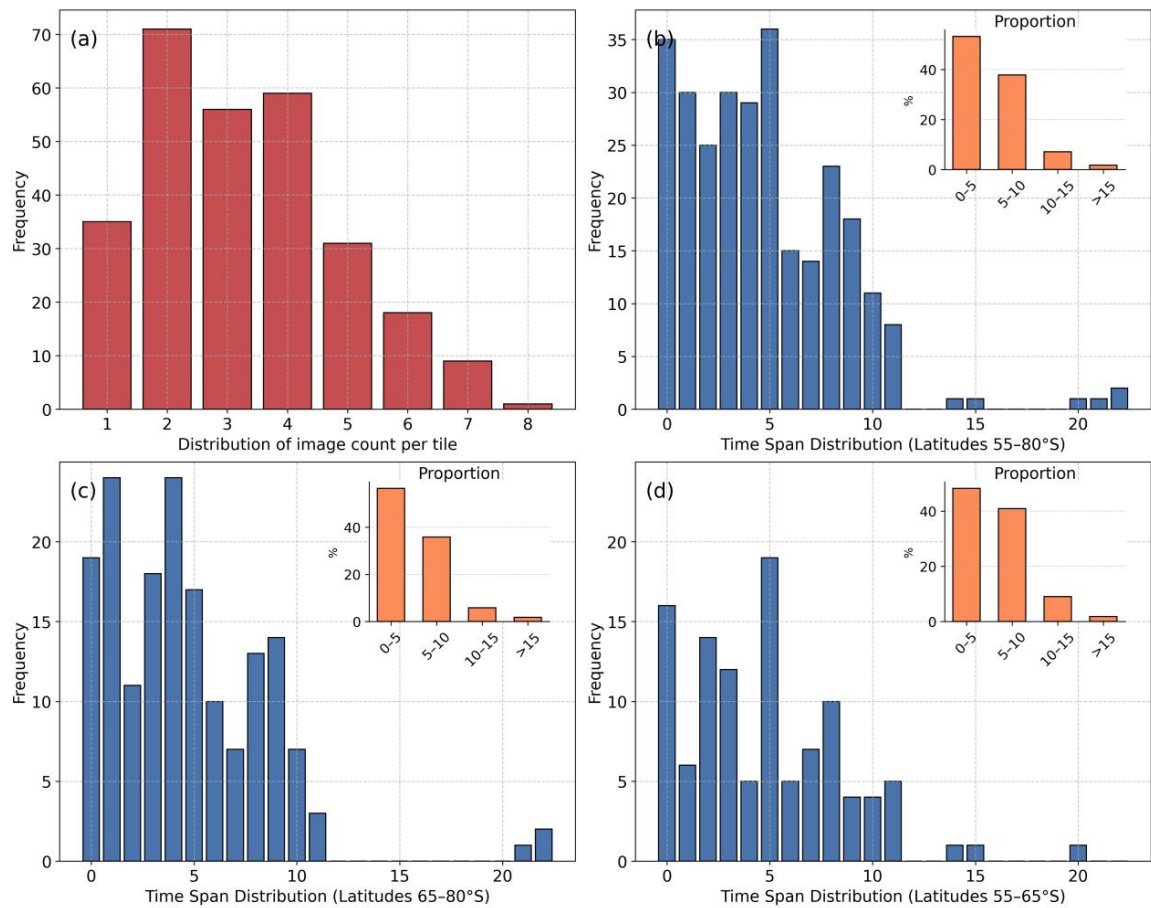 (a)
70
60
50
40
30
20
10
0
Frequency
1 2 3 4 5 6 7 8
Distribution of image count per tile
(b)
35
30
25
20
15
10
5
0
Frequency
0 5 10 15 20
Time Span Distribution (Latitudes 55–80°S)
Proportion
40
20
0
%
0–5 5–10 10–15 >15
(c)
20
15
10
5
0
Frequency
0 5 10 15 20
Time Span Distribution (Latitudes 65–80°S)
Proportion
40
20
0
%
0–5 5–10 10–15 >15
(d)
20
15
10
5
0
Frequency
0 5 10 15 20
Time Span Distribution (Latitudes 55–65°S)
Proportion
40
20
0
%
0–5 5–10 10–15 >15